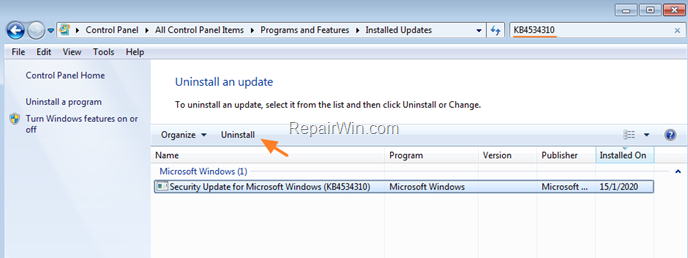 Control Panel ▸ All Control Panel Items ▸ Programs and Features ▸ Installed Updates
KB4534310
File Edit View Tools Help
Control Panel Home
Uninstall a program
Turn Windows features on or
off
Uninstall an update
To uninstall an update, select it from the list and then click Uninstall or Change.
Organize Uninstall
RepairWin.com
Name Program Version Publisher Installed On
Microsoft Windows (1)
Security Update for Microsoft Windows (KB4534310) Microsoft Windows Microsoft ... 15/1/2020